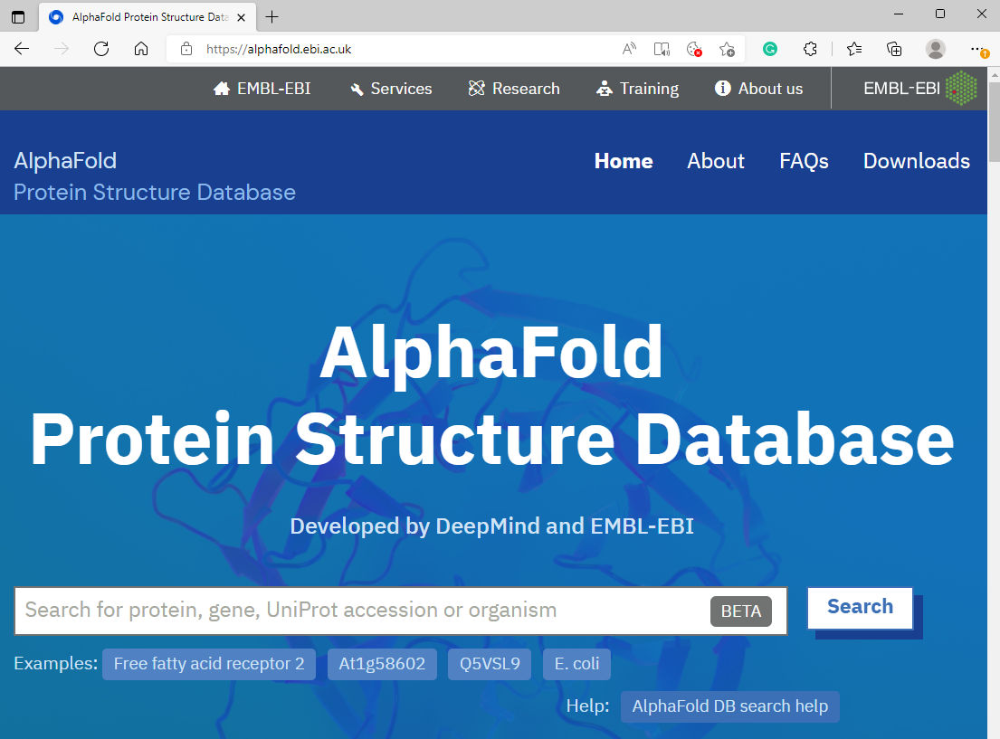 AlphaFold Protein Structure Data
https://alphafold.ebi.ac.uk
EMBL-EBI Services Research Training About us EMBL-EBI
AlphaFold
Protein Structure Database
Home About FAQs Downloads
AlphaFold
Protein Structure Database
Developed by DeepMind and EMBL-EBI
Search for protein, gene, UniProt accession or organism BETA Search
Examples: Free fatty acid receptor 2 At1g58602 Q5VSL9 E. coli
Help: AlphaFold DB search help